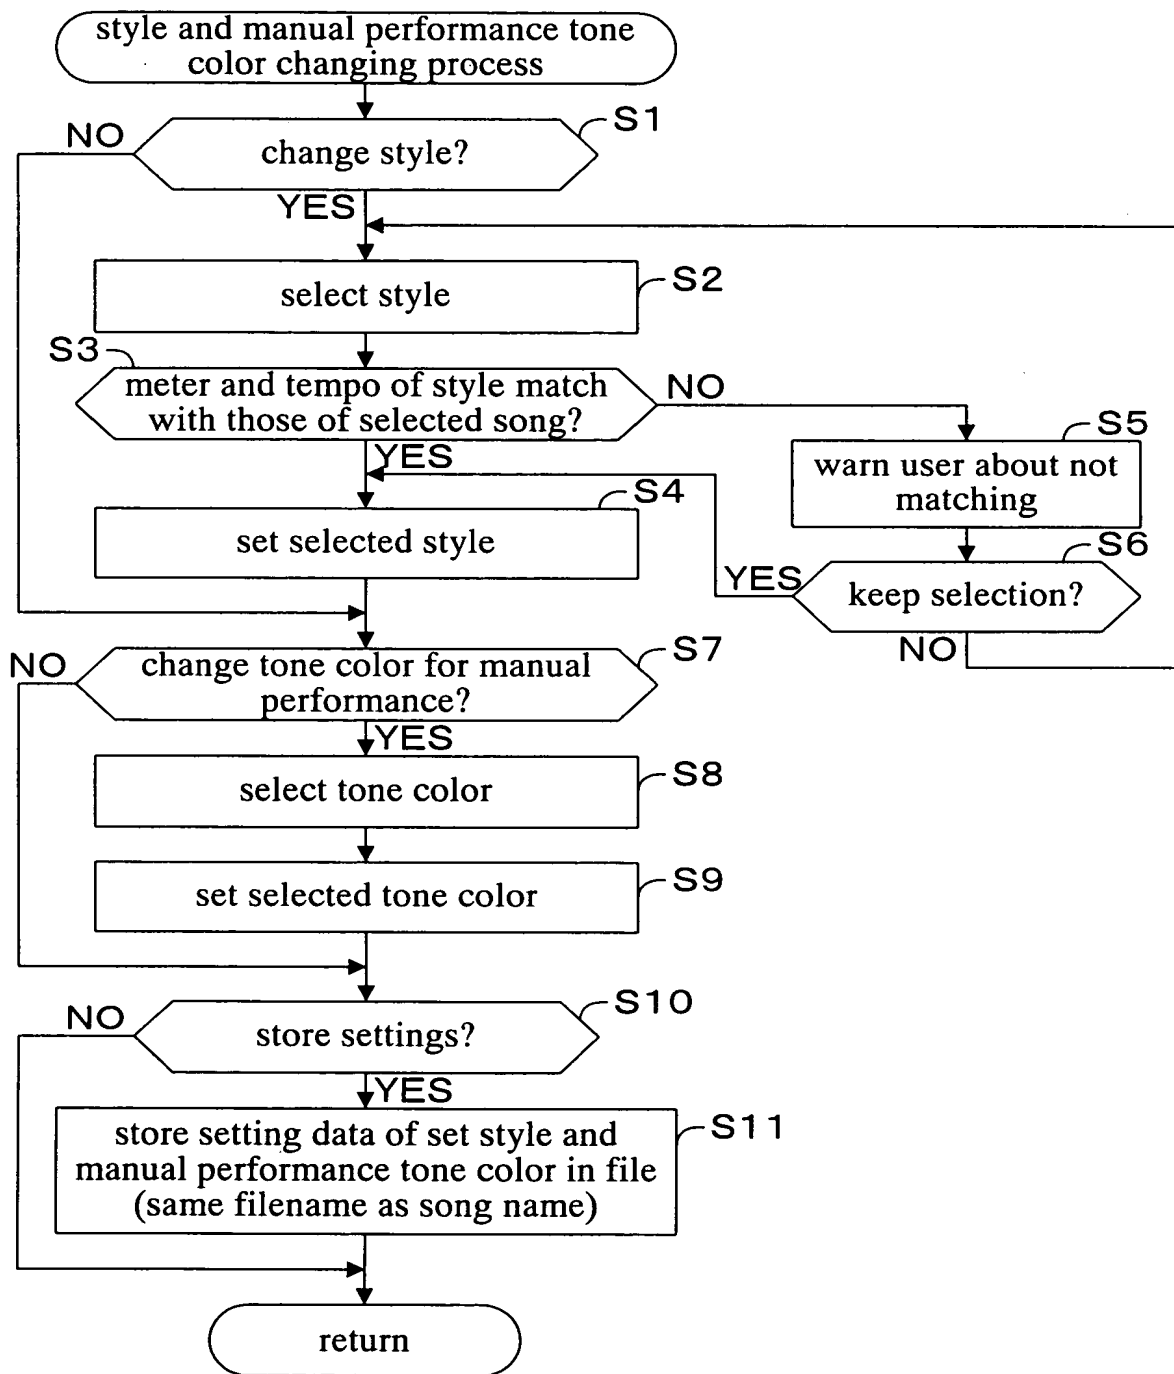 style and manual performance tone
color changing process
S1
NO
change style?
YES
S2
select style
S3
meter and tempo of style match
with those of selected song?
NO
YES
S5
warn user about not
matching
S4
set selected style
S6
YES
keep selection?
NO
S7
NO
change tone color for manual
performance?
YES
S8
select tone color
S9
set selected tone color
S10
NO
store settings?
YES
S11
store setting data of set style and
manual performance tone color in file
(same filename as song name)
return